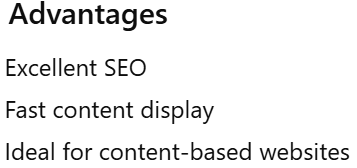 Advantages
Excellent SEO
Fast content display
Ideal for content-based websites